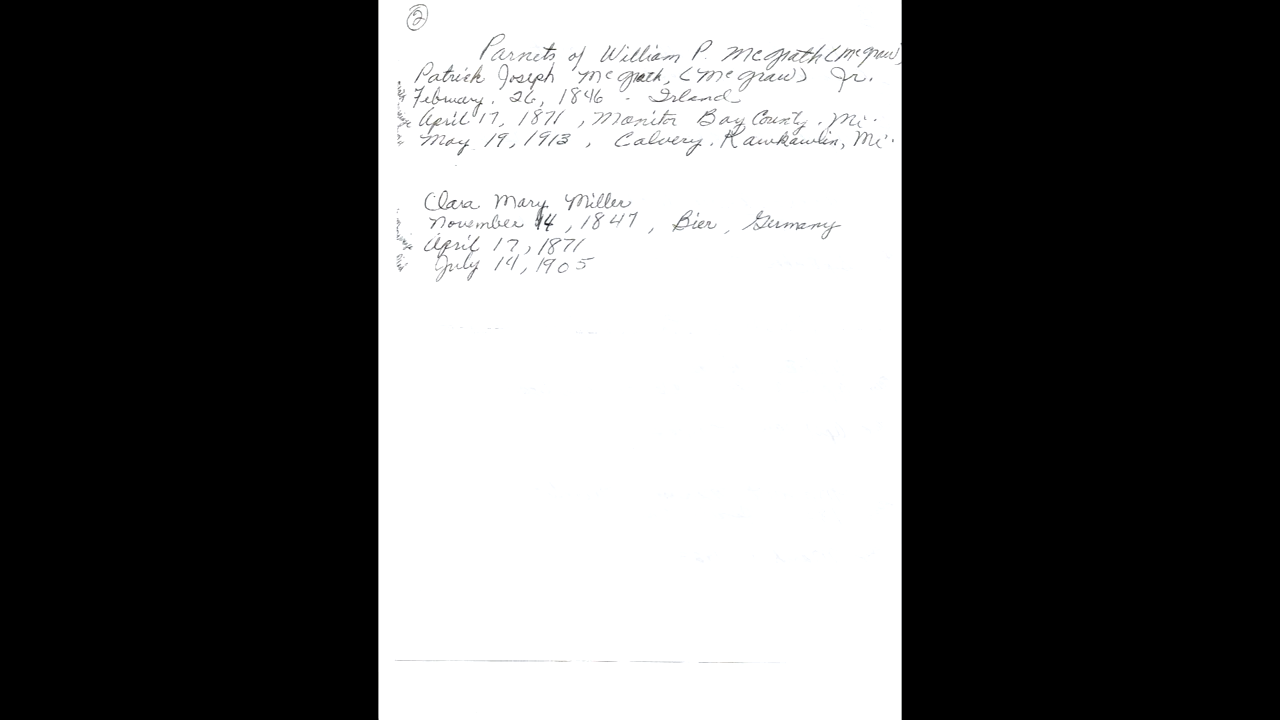 2
Parnets of William P. McGrath (McGraw)
Patrick Joseph McGrath, (McGraw) Jr.
February. 26, 1846 - Irland
April 17, 1871, Monitor Bay County. Mi.
May 19, 1913, Calvery. Kawkawlin, Mi.
Clara Mary Miller
November 14, 1847, Bier, Germany
April 17, 1871
July 14, 1905